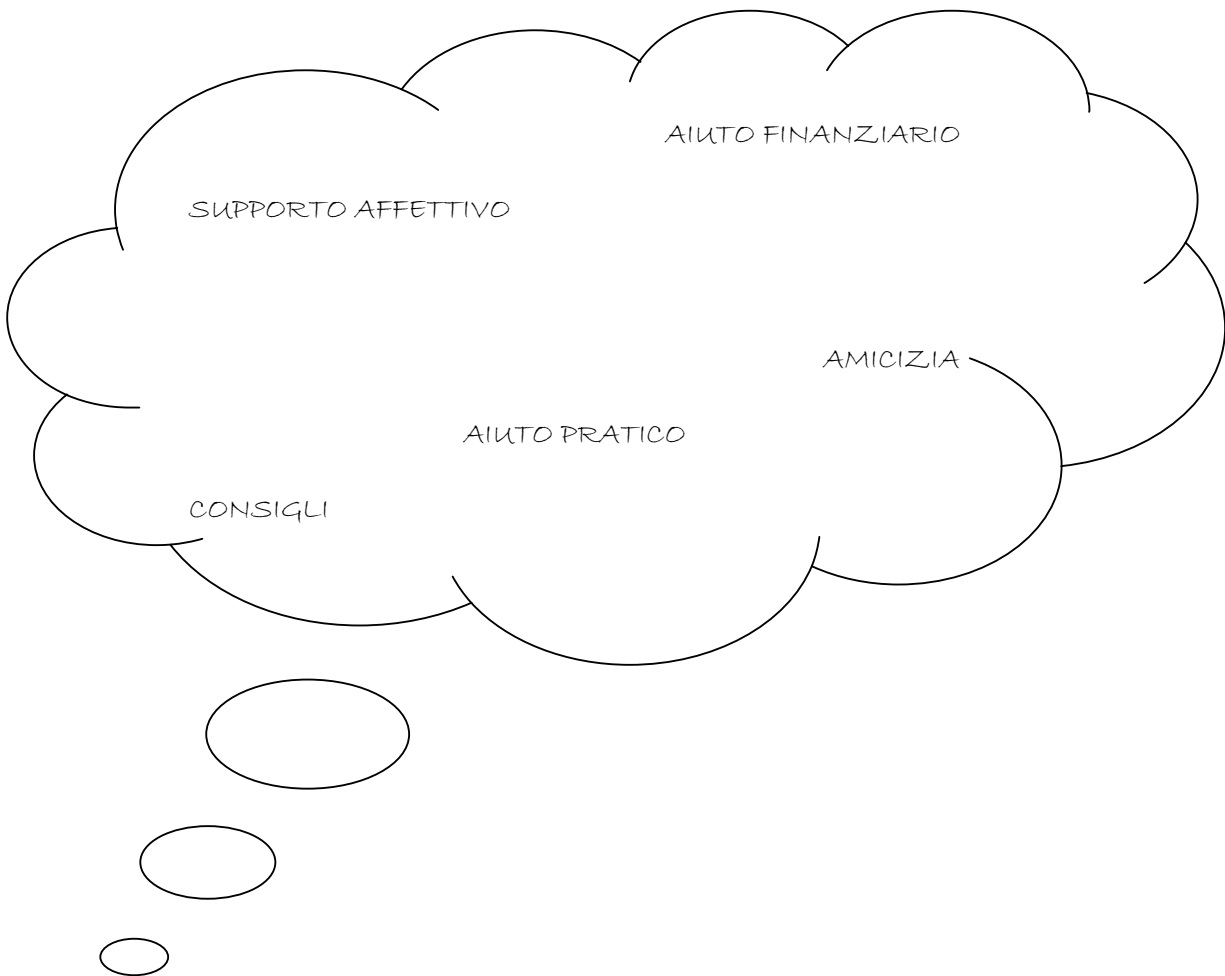 AIUTO FINANZIARIO
SUPPORTO AFFETTIVO
AMICIZIA
AIUTO PRATICO
CONSIGLI